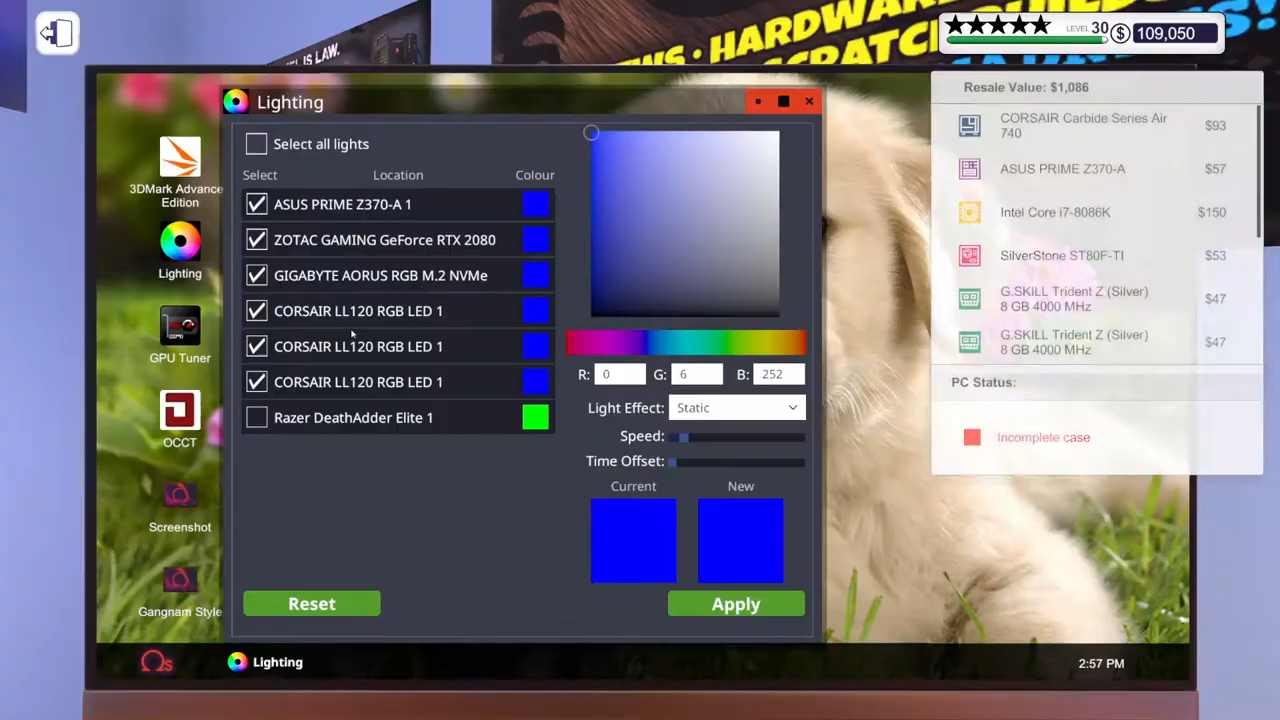 EL IS LAW.
WS · HARDWARE
SCRATCH
LEVEL 30
$ 109,050
Resale Value: $1,086
CORSAIR Carbide Series Air
740
$93
ASUS PRIME Z370-A $57
Intel Core i7-8086K $150
SilverStone ST80F-TI $53
G.SKILL Trident Z (Silver)
8 GB 4000 MHz
$47
G.SKILL Trident Z (Silver)
8 GB 4000 MHz
$47
PC Status:
Incomplete case
3DMark Advance
Edition
Lighting
GPU Tuner
OCCT
Screenshot
Gangnam Style
Lighting
Select all lights
Select Location Colour
ASUS PRIME Z370-A 1
ZOTAC GAMING GeForce RTX 2080
GIGABYTE AORUS RGB M.2 NVMe
CORSAIR LL120 RGB LED 1
CORSAIR LL120 RGB LED 1
CORSAIR LL120 RGB LED 1
Razer DeathAdder Elite 1
R: 0 G: 6 B: 252
Light Effect: Static
Speed:
Time Offset:
Current New
Reset Apply
Ωs Lighting 2:57 PM